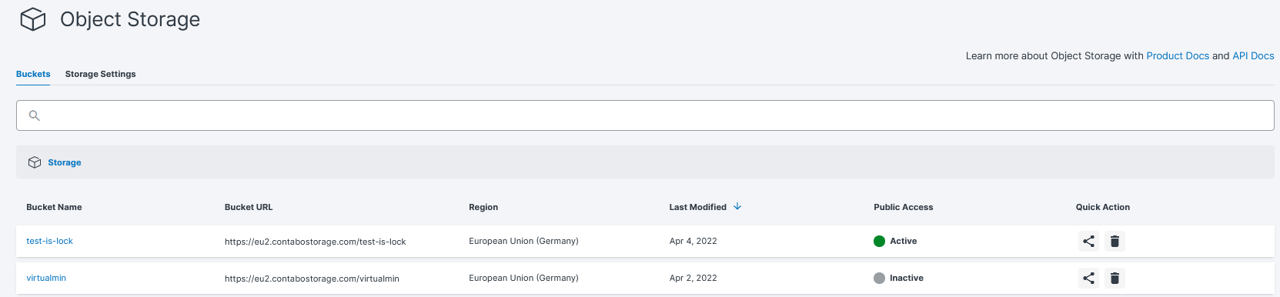 Object Storage
Learn more about Object Storage with Product Docs and API Docs
Buckets Storage Settings
Storage
Bucket Name Bucket URL Region Last Modified Public Access Quick Action
test-is-lock https://eu2.contabostorage.com/test-is-lock European Union (Germany) Apr 4, 2022 Active
virtualmin https://eu2.contabostorage.com/virtualmin European Union (Germany) Apr 2, 2022 Inactive